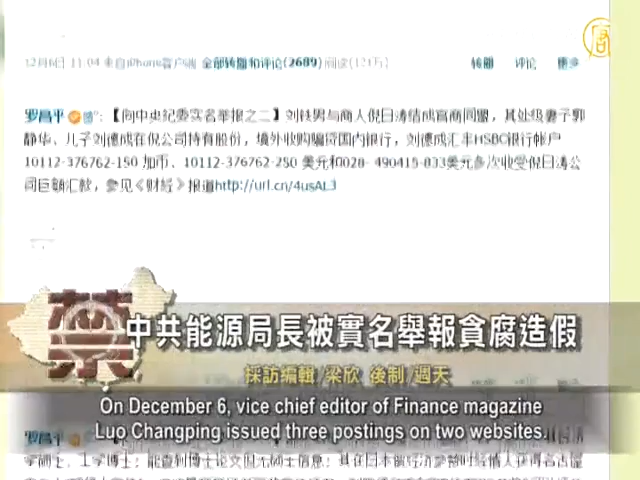 12月6日 11:04 来自iPhone客户端 全部转播和评论(2689) 阅读(121万)
转播 评论 更多
罗昌平 : 【向中央纪委实名举报之二】刘铁男与商人倪日涛结成官商同盟，其处级妻子郭
静华、儿子刘德成在倪公司持有股份，境外收购骗贷国内银行，刘德成汇丰HSBC银行帐户
10112-376762-150 加币、10112-376762-250 美元和028- 490415-833美元多次收受倪日涛公
司巨额汇款，参见《财经》报道http://url.cn/4usAL3
禁
中共能源局長被實名舉報貪腐造假
採訪編輯/梁欣 後制/週天
On December 6, vice chief editor of Finance magazine
Luo Changping issued three postings on two websites.
罗昌平